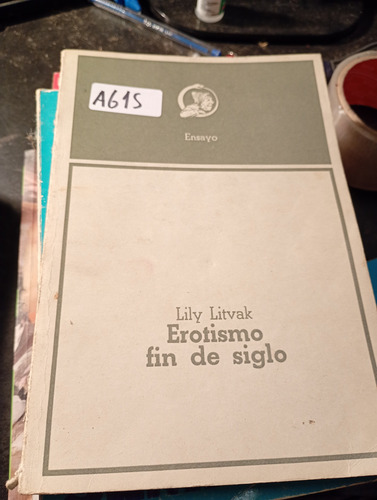 A615
Ensayo
Lily Litvak
Erotismo
fin de siglo